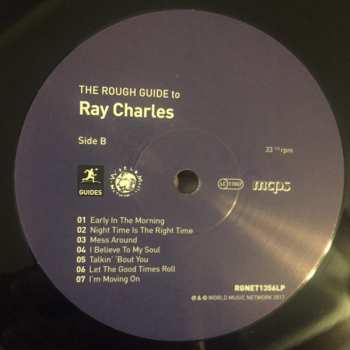 THE ROUGH GUIDE to
Ray Charles
Side B
33 1/3 rpm
GUIDES
mcps
01 Early In The Morning
02 Night Time Is The Right Time
03 Mess Around
04 I Believe To My Soul
05 Talkin' 'Bout You
06 Let The Good Times Roll
07 I'm Moving On
RGNET1356LP
℗ & © WORLD MUSIC NETWORK 2017